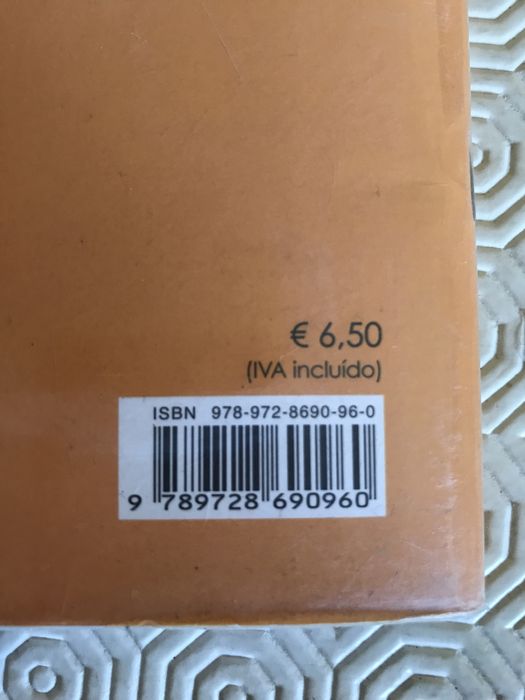 € 6,50
(IVA incluído)
ISBN 978-972-8690-96-0
9 789728 690960